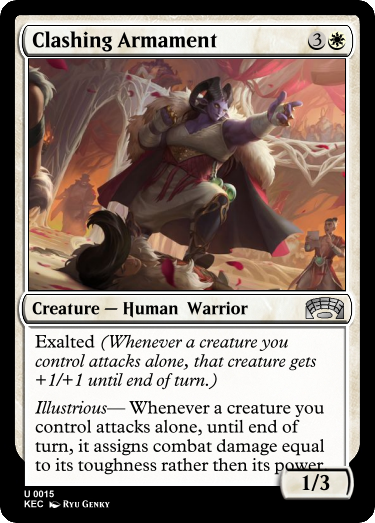 Clashing Armament 3
Creature — Human Warrior
Exalted (Whenever a creature you
control attacks alone, that creature gets
+1/+1 until end of turn.)
Illustrious— Whenever a creature you
control attacks alone, until end of
turn, it assigns combat damage equal
to its toughness rather then its power.
1/3
U 0015
KEC Ryu Genky